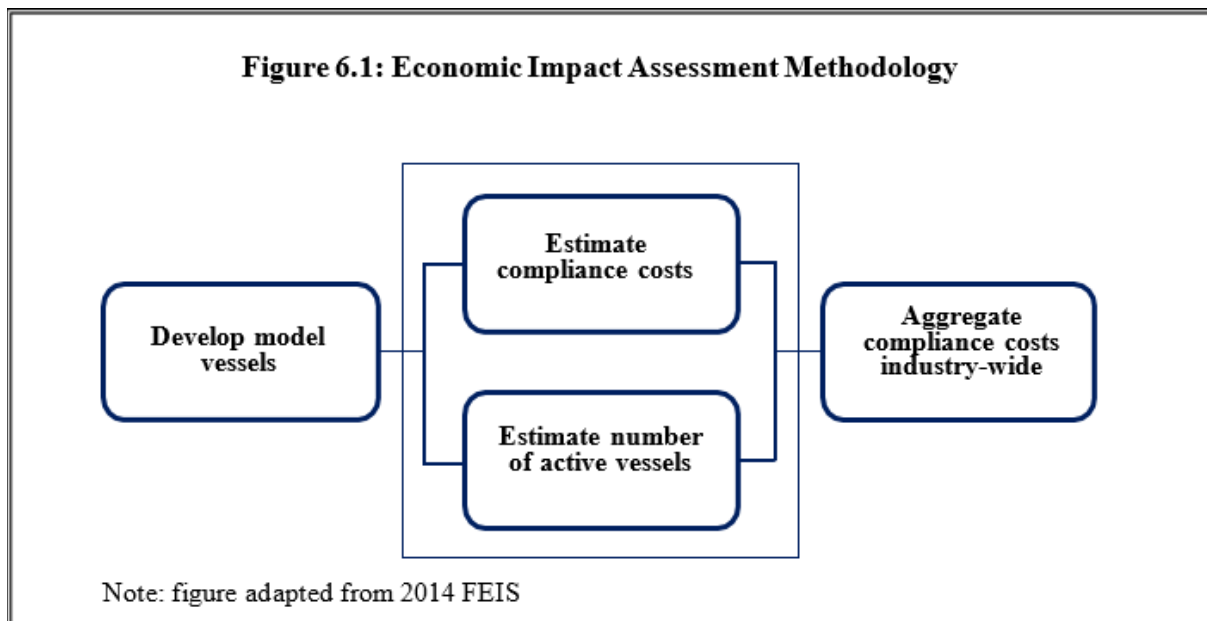 Figure 6.1: Economic Impact Assessment Methodology
Develop model
vessels
Estimate
compliance costs
Estimate number
of active vessels
Aggregate
compliance costs
industry-wide
Note: figure adapted from 2014 FEIS